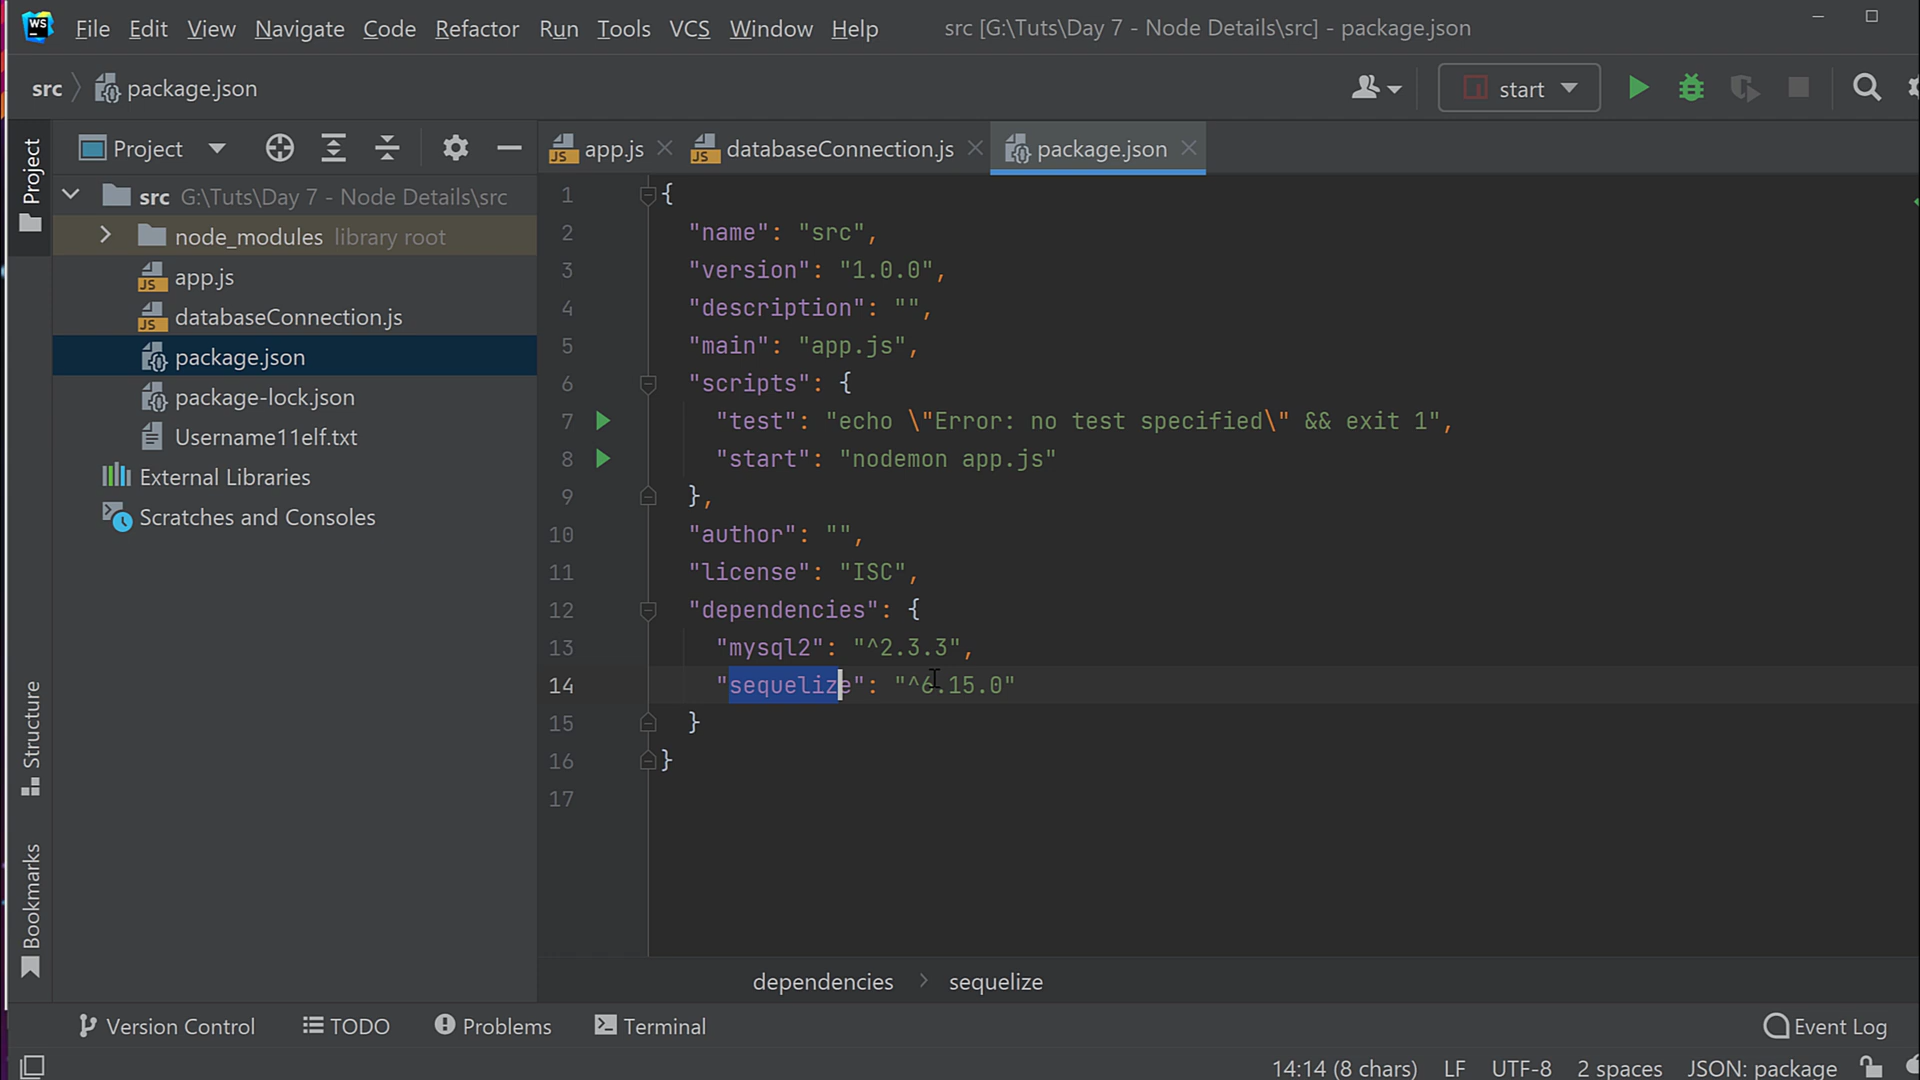 WS File Edit View Navigate Code Refactor Run Tools VCS Window Help src [G:\Tuts\Day 7 - Node Details\src] - package.json
src package.json start
Project
Project app.js databaseConnection.js package.json
src G:\Tuts\Day 7 - Node Details\src
node_modules library root
app.js
databaseConnection.js
package.json
package-lock.json
Username11elf.txt
External Libraries
Scratches and Consoles
1 {
2 "name": "src",
3 "version": "1.0.0",
4 "description": "",
5 "main": "app.js",
6 "scripts": {
7 "test": "echo \"Error: no test specified\" && exit 1",
8 "start": "nodemon app.js"
9 },
10 "author": "",
11 "license": "ISC",
12 "dependencies": {
13 "mysql2": "^2.3.3",
14 "sequelize": "^6.15.0"
15 }
16 }
17
Structure
Bookmarks
dependencies sequelize
Version Control TODO Problems Terminal Event Log
14:14 (8 chars) LF UTF-8 2 spaces JSON: package